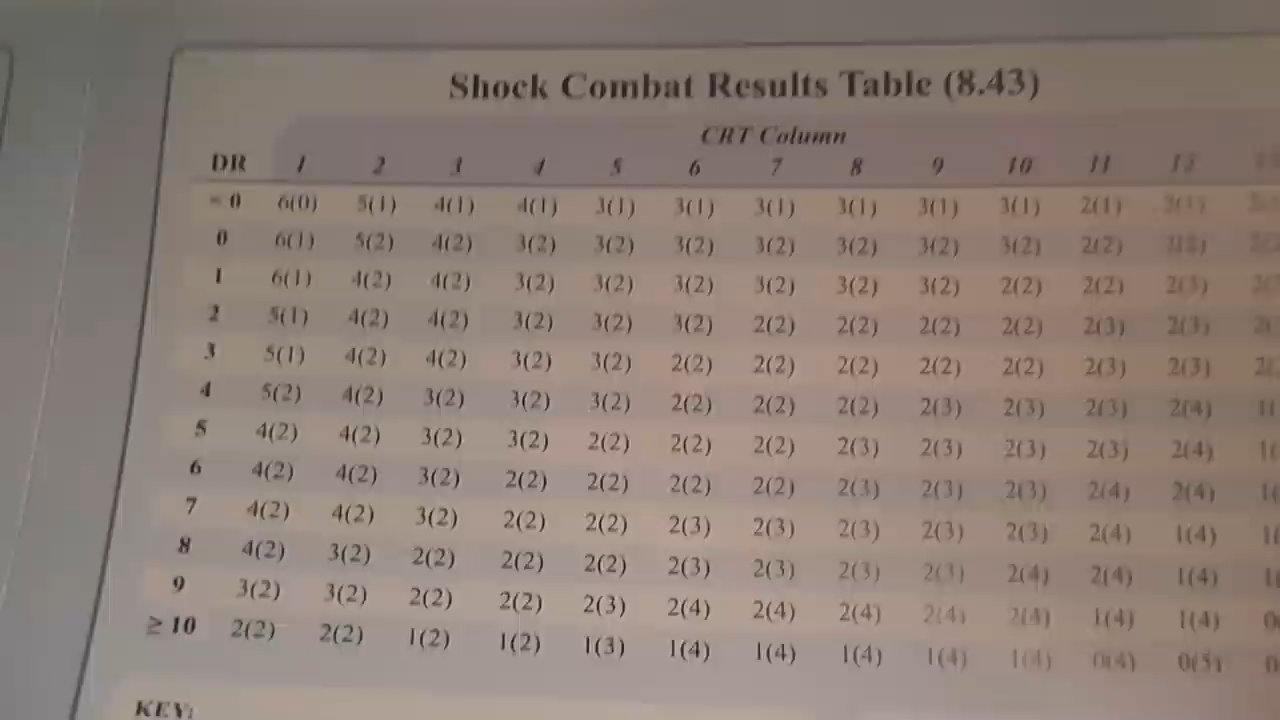 Shock Combat Results Table (8.43)
CRT Column
DR 1 2 3 4 5 6 7 8 9 10 11 12
< 0 6(0) 5(1) 4(1) 4(1) 3(1) 3(1) 3(1) 3(1) 3(1) 3(1) 2(1)
0 6(1) 5(2) 4(2) 3(2) 3(2) 3(2) 3(2) 3(2) 3(2) 3(2) 2(2)
1 6(1) 4(2) 4(2) 3(2) 3(2) 3(2) 3(2) 3(2) 3(2) 2(2) 2(2) 2(3)
2 5(1) 4(2) 4(2) 3(2) 3(2) 3(2) 2(2) 2(2) 2(2) 2(2) 2(3) 2(3)
3 5(1) 4(2) 4(2) 3(2) 3(2) 2(2) 2(2) 2(2) 2(2) 2(2) 2(3) 2(3)
4 5(2) 4(2) 3(2) 3(2) 3(2) 2(2) 2(2) 2(2) 2(3) 2(3) 2(3) 2(4)
5 4(2) 4(2) 3(2) 3(2) 2(2) 2(2) 2(2) 2(3) 2(3) 2(3) 2(3) 2(4)
6 4(2) 4(2) 3(2) 2(2) 2(2) 2(2) 2(2) 2(3) 2(3) 2(3) 2(4) 2(4)
7 4(2) 4(2) 3(2) 2(2) 2(2) 2(3) 2(3) 2(3) 2(3) 2(3) 2(4) 1(4)
8 4(2) 3(2) 2(2) 2(2) 2(2) 2(3) 2(3) 2(3) 2(3) 2(4) 2(4) 1(4)
9 3(2) 3(2) 2(2) 2(2) 2(3) 2(4) 2(4) 2(4) 2(4) 2(4) 1(4) 1(4)
≥ 10 2(2) 2(2) 1(2) 1(2) 1(3) 1(4) 1(4) 1(4) 1(4) 1(4) 0(4) 0(5)
KEY: